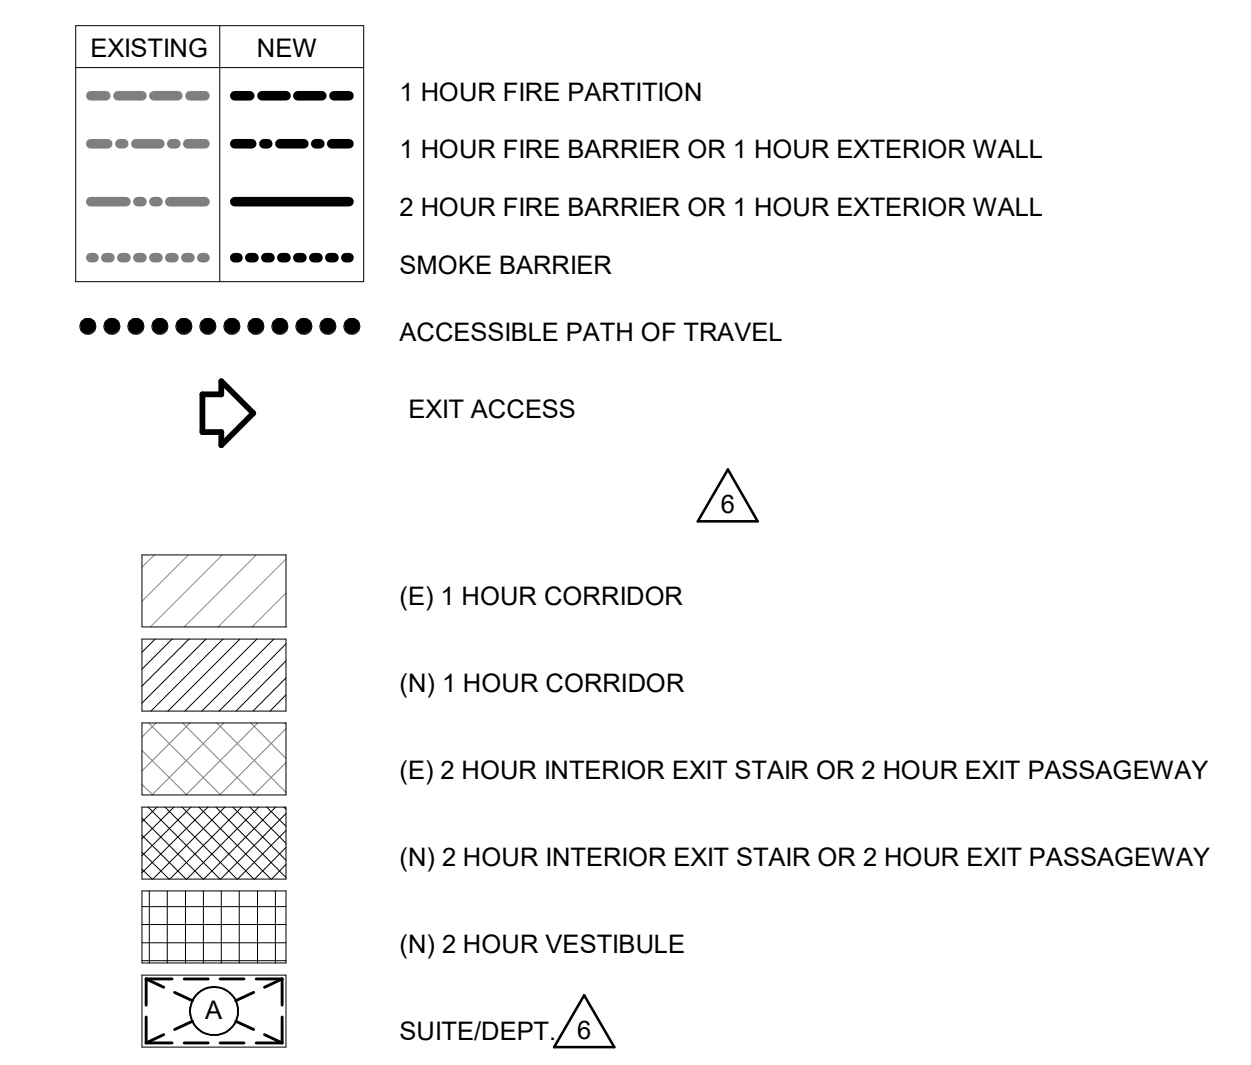 EXISTING NEW
1 HOUR FIRE PARTITION
1 HOUR FIRE BARRIER OR 1 HOUR EXTERIOR WALL
2 HOUR FIRE BARRIER OR 1 HOUR EXTERIOR WALL
SMOKE BARRIER
ACCESSIBLE PATH OF TRAVEL
EXIT ACCESS
6
(E) 1 HOUR CORRIDOR
(N) 1 HOUR CORRIDOR
(E) 2 HOUR INTERIOR EXIT STAIR OR 2 HOUR EXIT PASSAGEWAY
(N) 2 HOUR INTERIOR EXIT STAIR OR 2 HOUR EXIT PASSAGEWAY
(N) 2 HOUR VESTIBULE
A SUITE/DEPT. 6